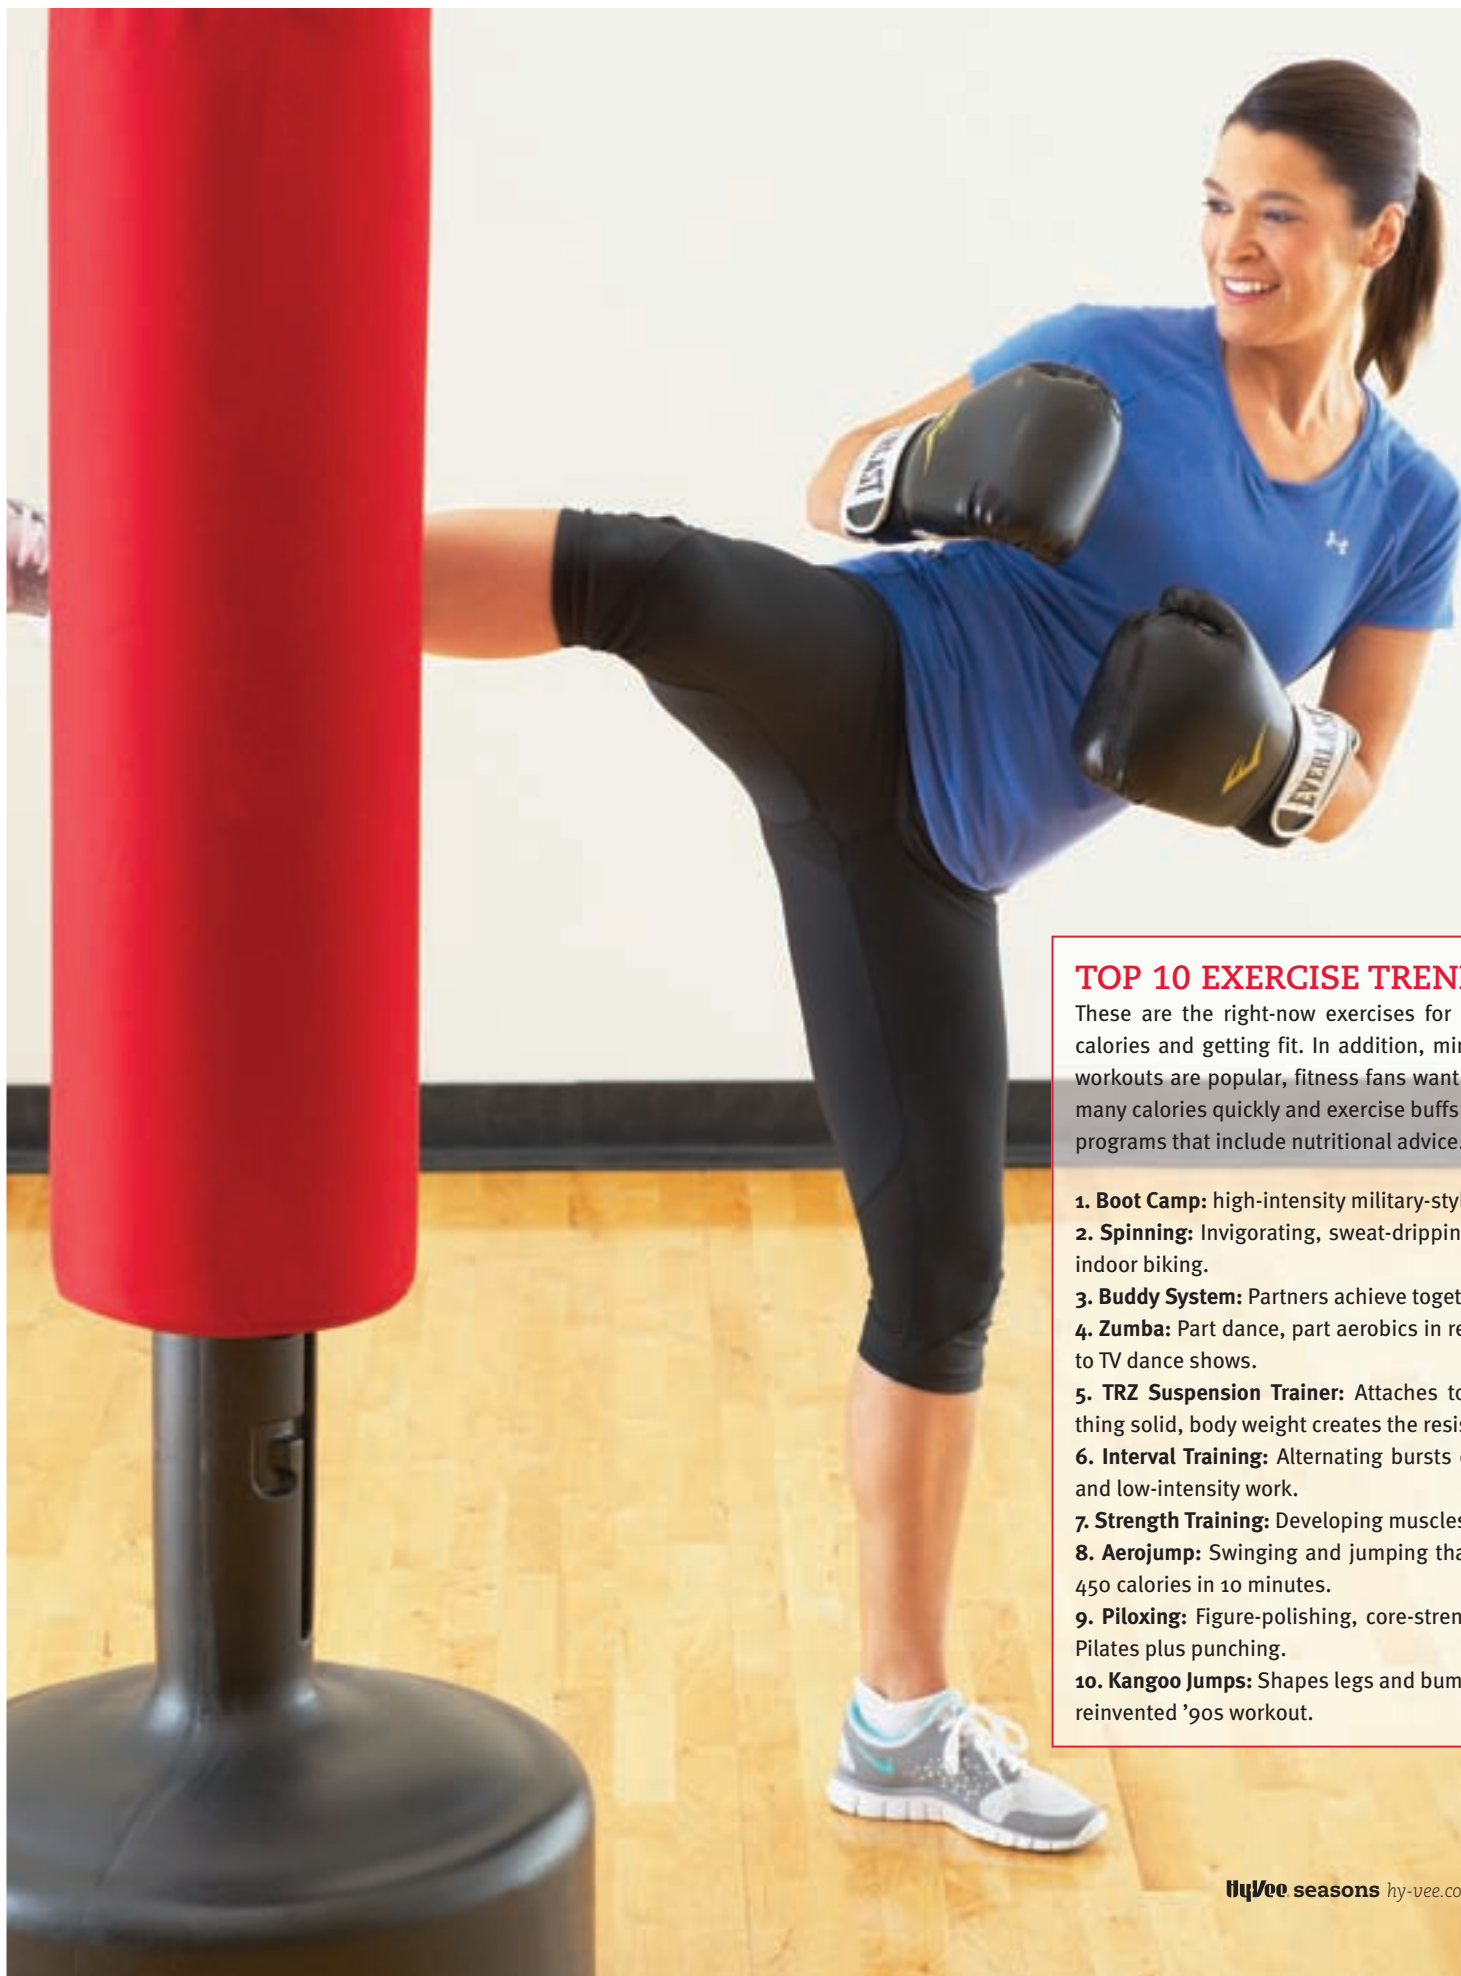 EVERLAST
EVERLAS
TOP 10 EXERCISE TREN
These are the right-now exercises for
calories and getting fit. In addition, min
workouts are popular, fitness fans want
many calories quickly and exercise buffs
programs that include nutritional advice.
1. Boot Camp: high-intensity military-sty
2. Spinning: Invigorating, sweat-drippin
indoor biking.
3. Buddy System: Partners achieve toget
4. Zumba: Part dance, part aerobics in re
to TV dance shows.
5. TRZ Suspension Trainer: Attaches to
thing solid, body weight creates the resis
6. Interval Training: Alternating bursts
and low-intensity work.
7. Strength Training: Developing muscles
8. Aerojump: Swinging and jumping tha
450 calories in 10 minutes.
9. Piloxing: Figure-polishing, core-stren
Pilates plus punching.
10. Kangoo Jumps: Shapes legs and bum
reinvented ’90s workout.
HyVee seasons hy-vee.co